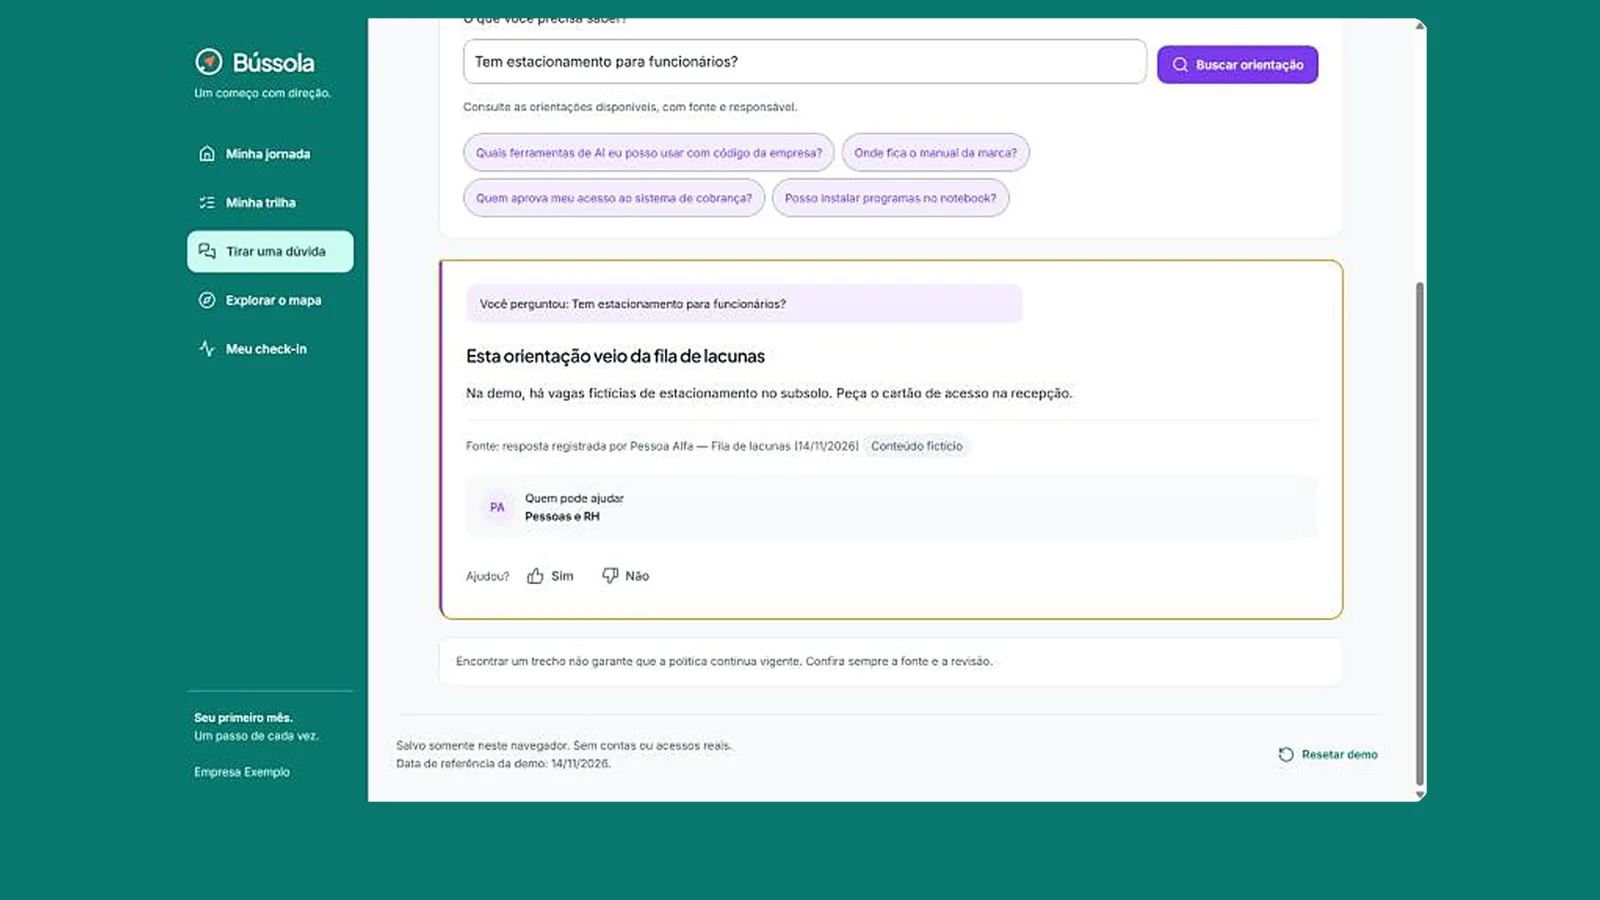 Bússola
Um começo com direção.
Minha jornada
Minha trilha
Tirar uma dúvida
Explorar o mapa
Meu check-in
Seu primeiro mês.
Um passo de cada vez.
Empresa Exemplo
O que você precisa saber?
Tem estacionamento para funcionários?
Buscar orientação
Consulte as orientações disponíveis, com fonte e responsável.
Quais ferramentas de AI eu posso usar com código da empresa?
Onde fica o manual da marca?
Quem aprova meu acesso ao sistema de cobrança?
Posso instalar programas no notebook?
Você perguntou: Tem estacionamento para funcionários?
Esta orientação veio da fila de lacunas
Na demo, há vagas fictícias de estacionamento no subsolo. Peça o cartão de acesso na recepção.
Fonte: resposta registrada por Pessoa Alfa — Fila de lacunas (14/11/2026)
Conteúdo fictício
PA
Quem pode ajudar
Pessoas e RH
Ajudou?
Sim
Não
Encontrar um trecho não garante que a política continua vigente. Confira sempre a fonte e a revisão.
Salvo somente neste navegador. Sem contas ou acessos reais.
Data de referência da demo: 14/11/2026.
Resetar demo